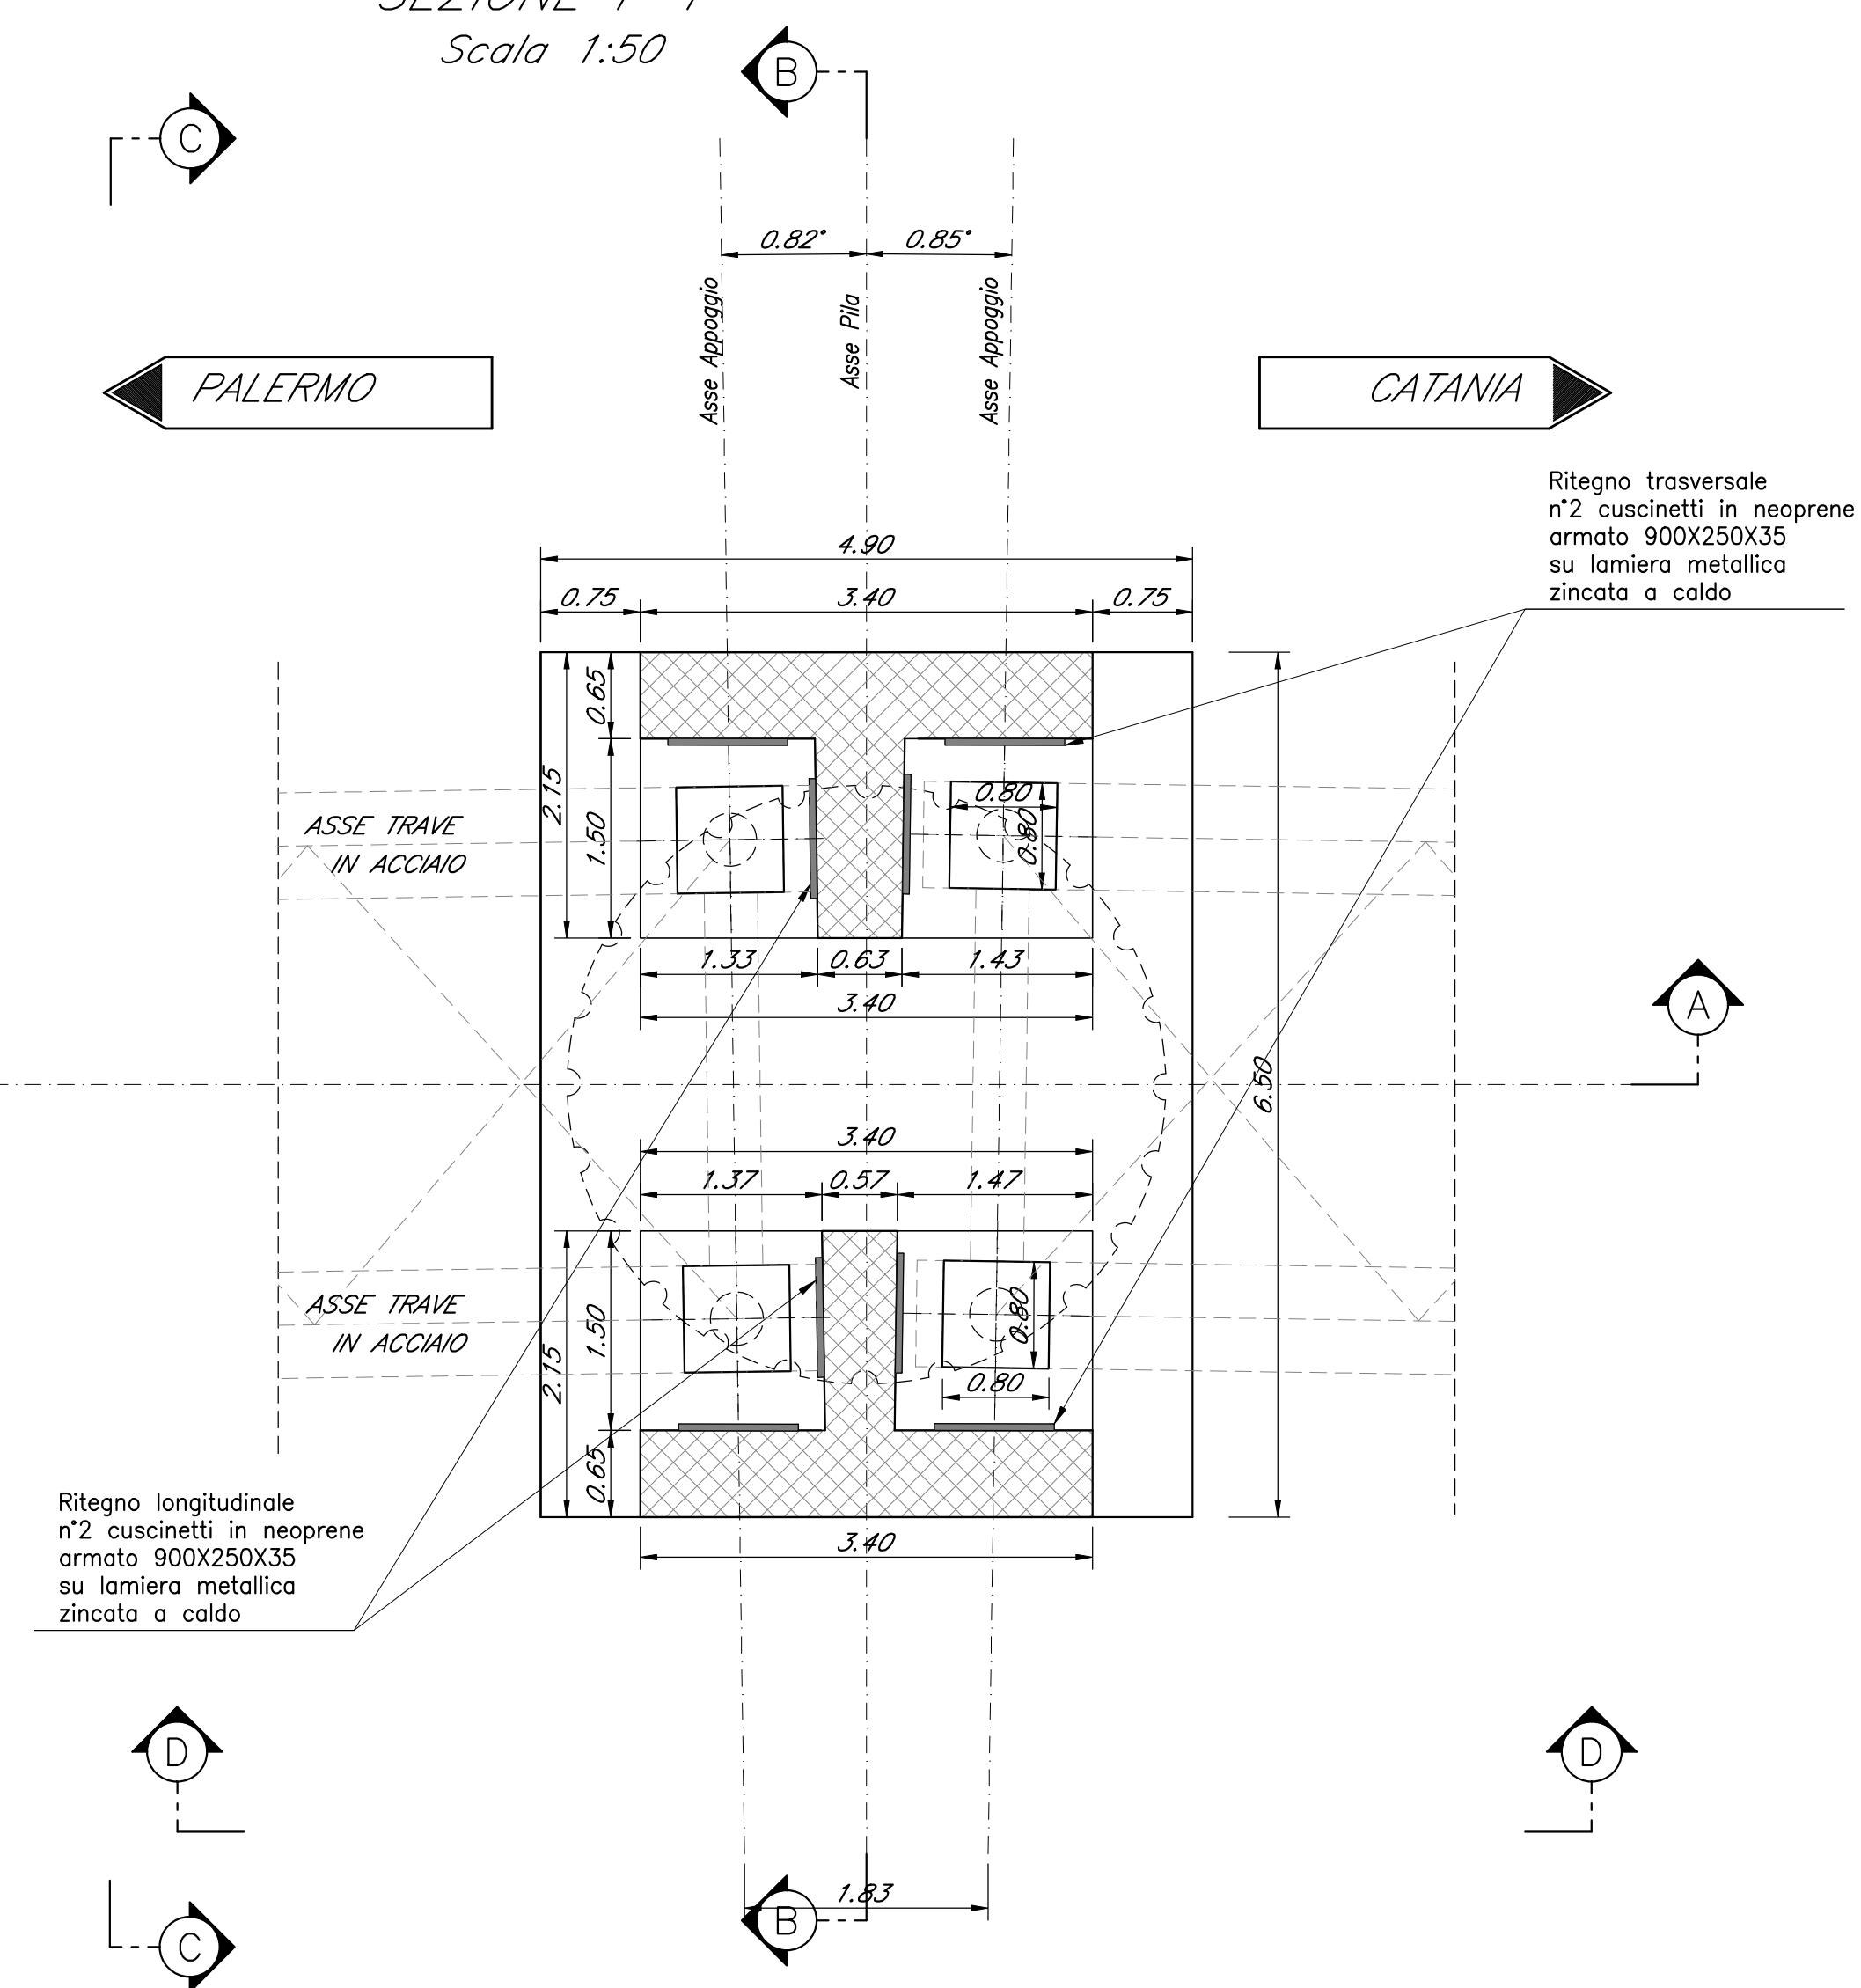 Scala 1:50
B
C
0.82°
0.85°
Asse Appoggio
Asse Pila
Asse Appoggio
PALERMO
CATANIA
Ritegno trasversale
n°2 cuscinetti in neoprene
armato 900X250X35
su lamiera metallica
zincata a caldo
4.90
0.75
3.40
0.75
0.65
2.15
1.50
ASSE TRAVE
IN ACCIAIO
0.80
0.80
1.33
0.63
1.43
3.40
A
6.50
3.40
1.37
0.57
1.47
ASSE TRAVE
IN ACCIAIO
1.50
2.15
0.65
0.80
0.80
3.40
Ritegno longitudinale
n°2 cuscinetti in neoprene
armato 900X250X35
su lamiera metallica
zincata a caldo
D
D
1.83
B
C